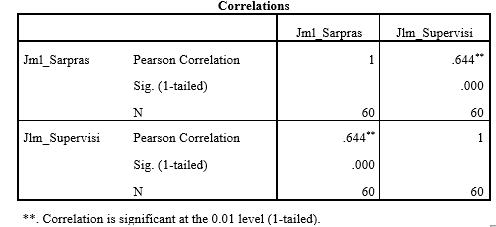 Correlations
Jml_Sarpras Jlm_Supervisi
Jml_Sarpras Pearson Correlation 1 .644**
Sig. (1-tailed) .000
N 60 60
Jlm_Supervisi Pearson Correlation .644** 1
Sig. (1-tailed) .000
N 60 60
**. Correlation is significant at the 0.01 level (1-tailed).